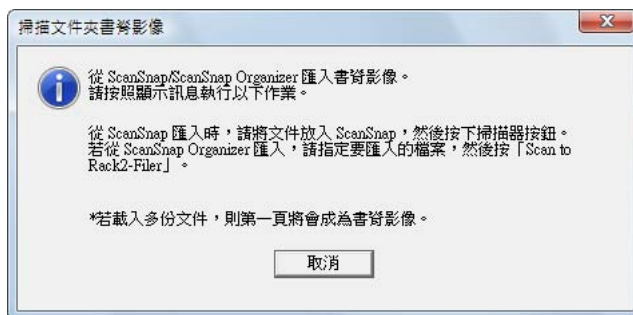 掃描文件夾書脊影像
從 ScanSnap/ScanSnap Organizer 匯入書脊影像。
請按照顯示訊息執行以下作業。
從 ScanSnap 匯入時，請將文件放入 ScanSnap，然後按下掃描器按鈕。
若從 ScanSnap Organizer 匯入，請指定要匯入的檔案，然後按「Scan to
Rack2-Filer」。
*若載入多份文件，則第一頁將會成為書脊影像。
取消